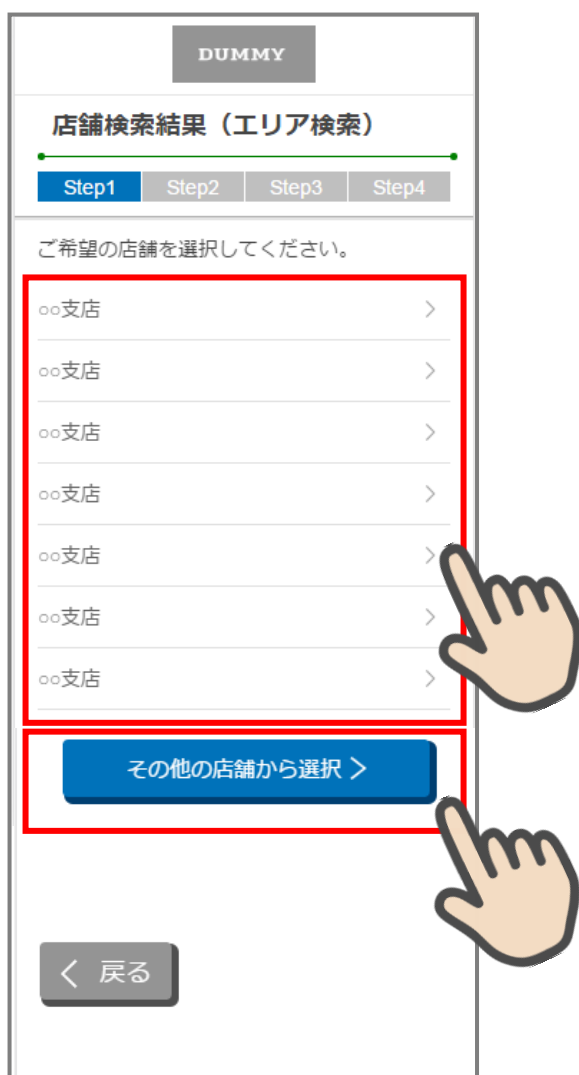 DUMMY
店舗検索結果（エリア検索）
Step1 Step2 Step3 Step4
ご希望の店舗を選択してください。
○○支店 >
○○支店 >
○○支店 >
○○支店 >
○○支店 >
○○支店 >
○○支店 >
その他の店舗から選択 >
< 戻る